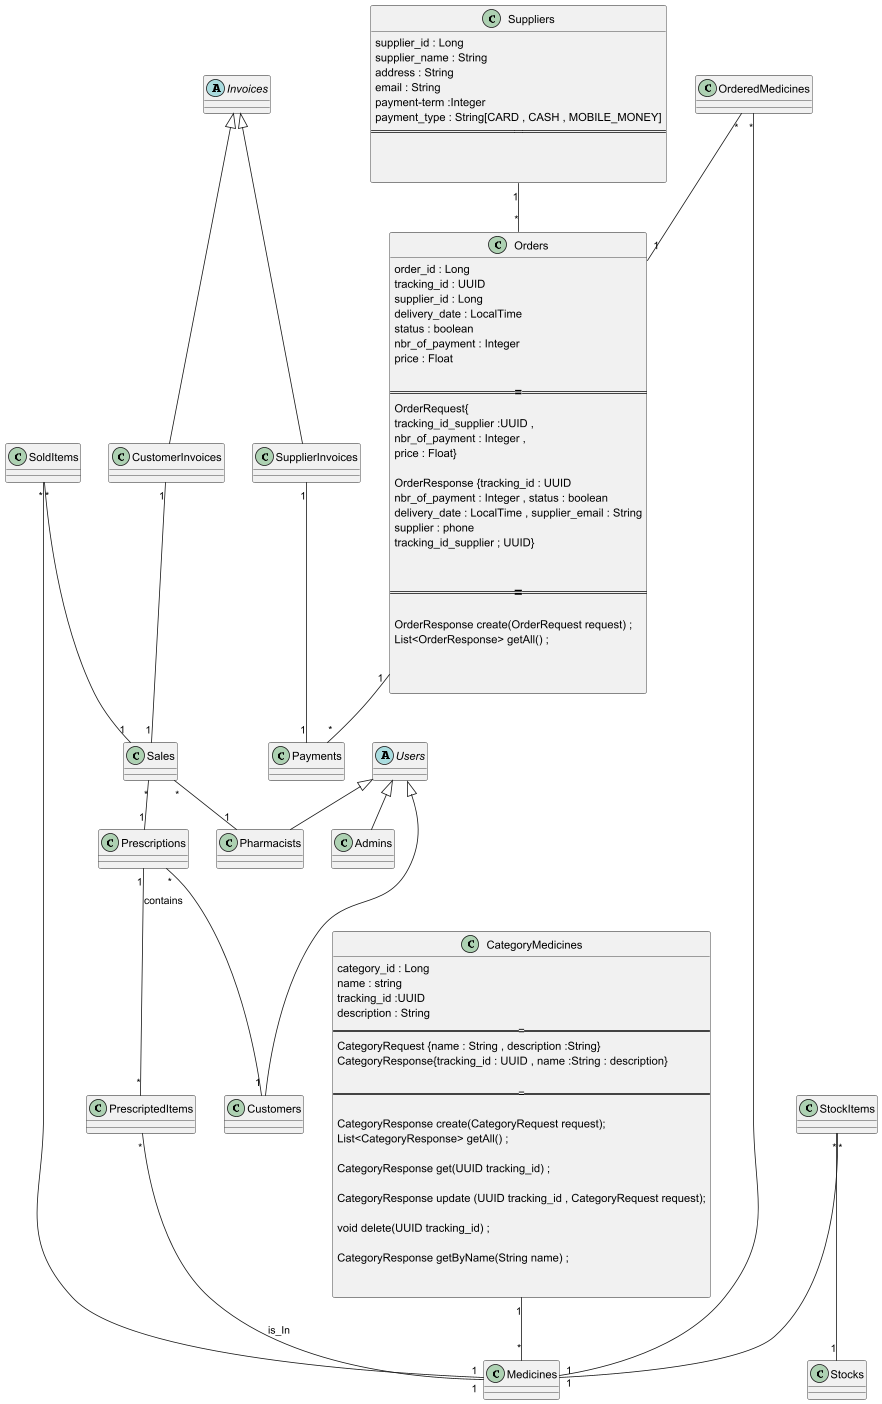 C Suppliers
supplier_id : Long
supplier_name : String
address : String
email : String
payment-term :Integer
payment_type : String[CARD , CASH , MOBILE_MONEY]
A Invoices
C OrderedMedicines
* *
1
*
1
C Orders
order_id : Long
tracking_id : UUID
supplier_id : Long
delivery_date : LocalTime
status : boolean
nbr_of_payment : Integer
price : Float
=
OrderRequest{
tracking_id_supplier :UUID ,
nbr_of_payment : Integer ,
price : Float}
OrderResponse {tracking_id : UUID
nbr_of_payment : Integer , status : boolean
delivery_date : LocalTime , supplier_email : String
supplier : phone
tracking_id_supplier ; UUID}
=
OrderResponse create(OrderRequest request) ;
List<OrderResponse> getAll() ;
C SoldItems
C CustomerInvoices
C SupplierInvoices
* *
1
1
1
*
1
1
1
C Sales
C Payments
A Users
*
*
1
1
C Prescriptions
C Pharmacists
C Admins
1
*
contains
*
1
C CategoryMedicines
category_id : Long
name : string
tracking_id :UUID
description : String
CategoryRequest {name : String , description :String}
CategoryResponse{tracking_id : UUID , name :String : description}
CategoryResponse create(CategoryRequest request);
List<CategoryResponse> getAll() ;
CategoryResponse get(UUID tracking_id) ;
CategoryResponse update (UUID tracking_id , CategoryRequest request);
void delete(UUID tracking_id) ;
CategoryResponse getByName(String name) ;
C PrescriptedItems
C Customers
C StockItems
*
* *
1
*
is_In
1
1
1
1
1
C Medicines
C Stocks